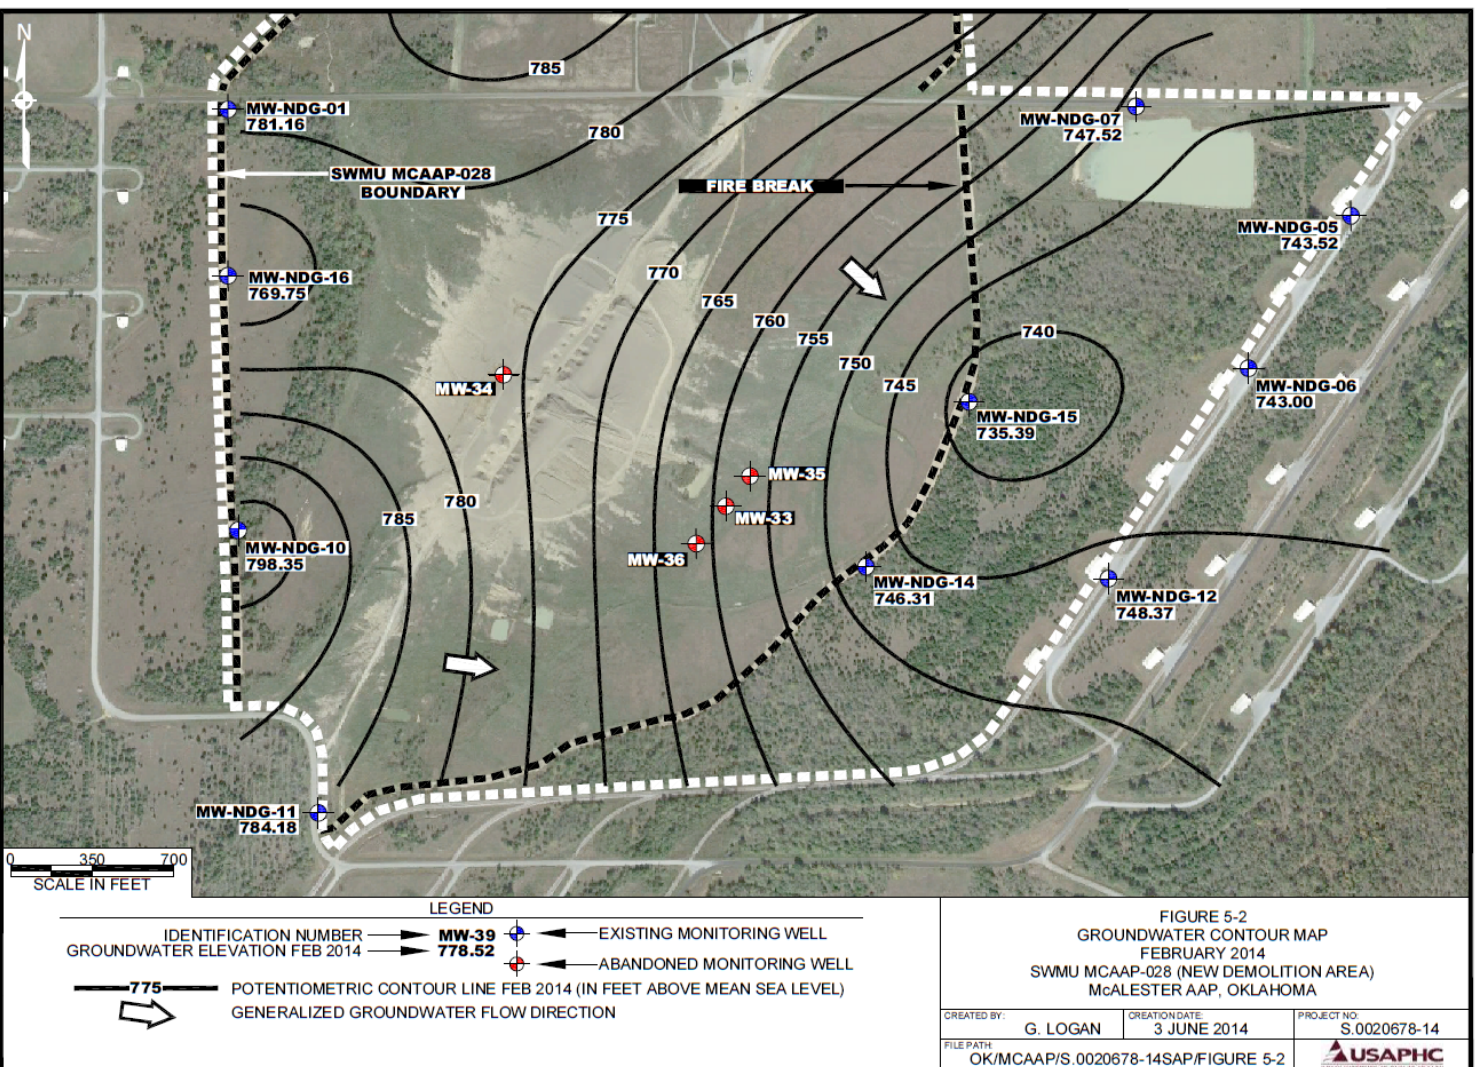 N
785
MW-NDG-01
781.16
780
MW-NDG-07
747.52
SWMU MCAAP-028
BOUNDARY
FIRE BREAK
775
MW-NDG-05
743.52
MW-NDG-16
769.75
770
765
760
755
750
745
740
MW-34
MW-NDG-06
743.00
MW-NDG-15
735.39
MW-35
780
785
MW-33
MW-NDG-10
798.35
MW-36
MW-NDG-14
746.31
MW-NDG-12
748.37
MW-NDG-11
784.18
0 350 700
SCALE IN FEET
LEGEND
IDENTIFICATION NUMBER MW-39 EXISTING MONITORING WELL
GROUNDWATER ELEVATION FEB 2014 778.52
ABANDONED MONITORING WELL
775 POTENTIOMETRIC CONTOUR LINE FEB 2014 (IN FEET ABOVE MEAN SEA LEVEL)
GENERALIZED GROUNDWATER FLOW DIRECTION
FIGURE 5-2
GROUNDWATER CONTOUR MAP
FEBRUARY 2014
SWMU MCAAP-028 (NEW DEMOLITION AREA)
McALESTER AAP, OKLAHOMA
CREATED BY:
G. LOGAN
CREATION DATE:
3 JUNE 2014
PROJECT NO:
S.0020678-14
FILE PATH:
OK/MCAAP/S.0020678-14SAP/FIGURE 5-2
USAPHC